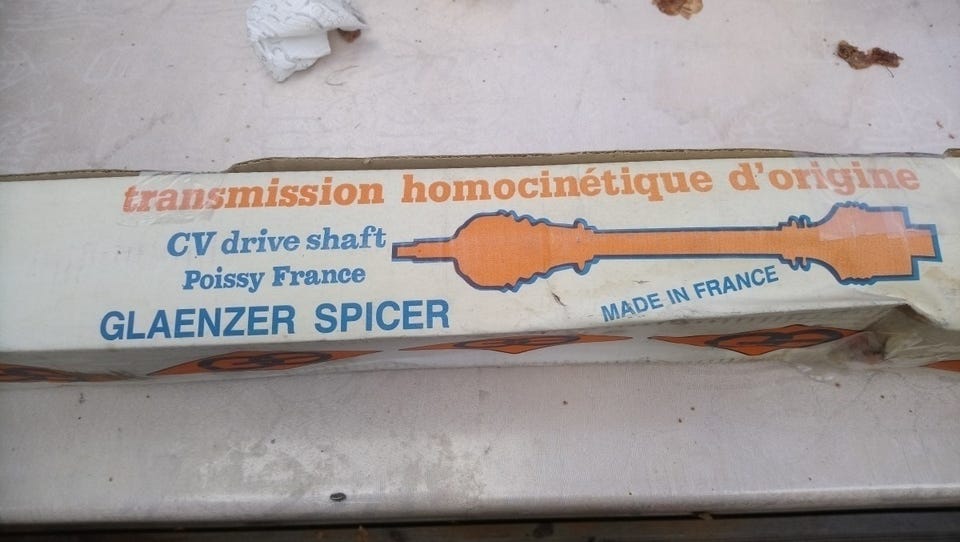 transmission homocinétique d'origine
CV drive shaft
Poissy France
GLAENZER SPICER
MADE IN FRANCE